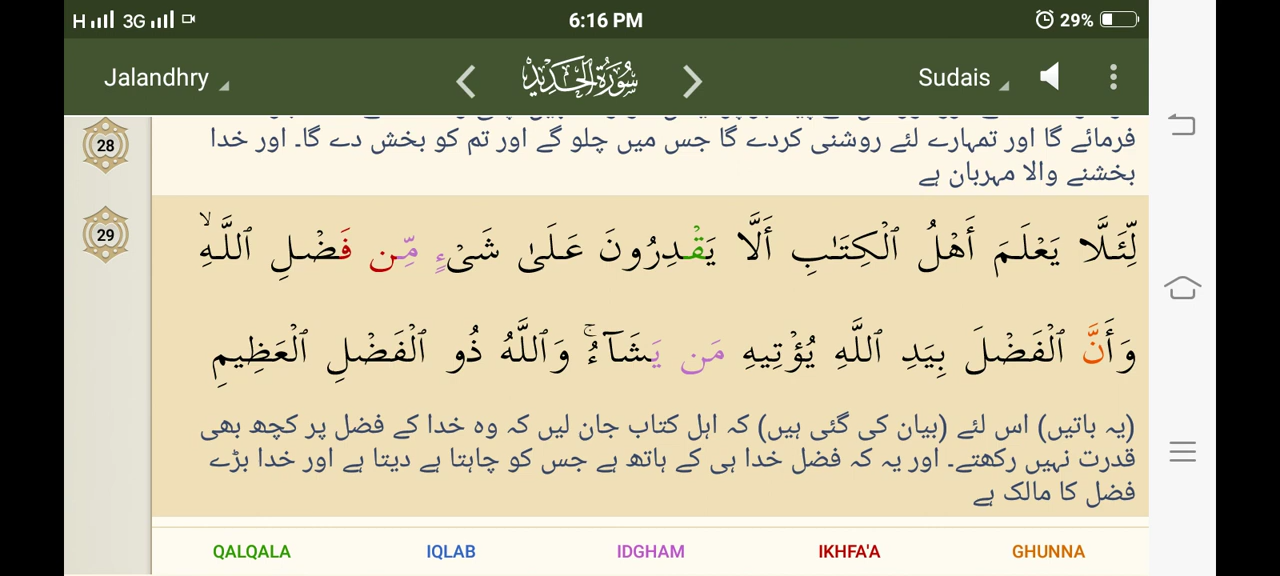 H 3G 6:16 PM 29%
Jalandhry سُورَةُ الْحَدِيدِ Sudais
28
فرمائے گا اور تمہارے لئے روشنی کردے گا جس میں چلو گے اور تم کو بخش دے گا۔ اور خدا
بخشنے والا مہربان ہے
29
لِّئَلَّا يَعْلَمَ أَهْلُ ٱلْكِتَـٰبِ أَلَّا يَقْدِرُونَ عَلَىٰ شَىْءٍ مِّن فَضْلِ ٱللَّهِ ۙ
وَأَنَّ ٱلْفَضْلَ بِيَدِ ٱللَّهِ يُؤْتِيهِ مَن يَشَآءُ ۚ وَٱللَّهُ ذُو ٱلْفَضْلِ ٱلْعَظِيمِ
(یہ باتیں) اس لئے (بیان کی گئی ہیں) کہ اہل کتاب جان لیں کہ وہ خدا کے فضل پر کچھ بھی
قدرت نہیں رکھتے۔ اور یہ کہ فضل خدا ہی کے ہاتھ ہے جس کو چاہتا ہے دیتا ہے اور خدا بڑے
فضل کا مالک ہے
QALQALA IQLAB IDGHAM IKHFA'A GHUNNA